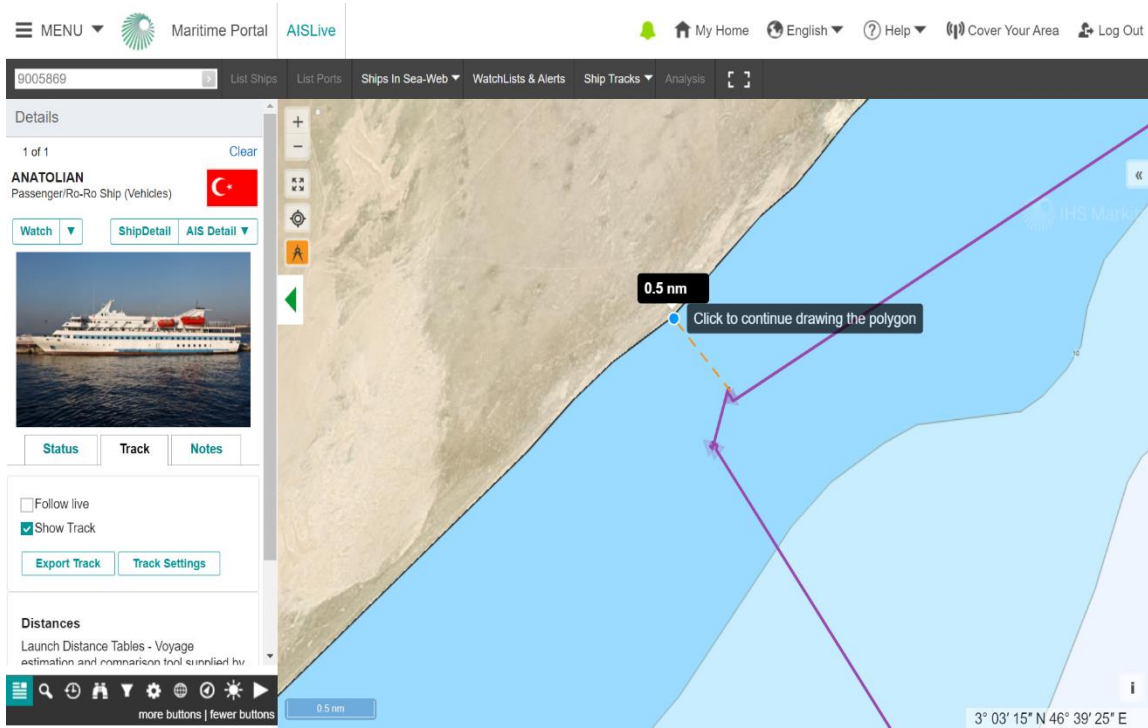 MENU Maritime Portal AISLive My Home English Help Cover Your Area Log Out
9005869 List Ships List Ports Ships In Sea-Web WatchLists & Alerts Ship Tracks Analysis
Details
1 of 1 Clear
ANATOLIAN
Passenger/Ro-Ro Ship (Vehicles)
Watch ShipDetail AIS Detail
Status Track Notes
Follow live
Show Track
Export Track Track Settings
Distances
Launch Distance Tables - Voyage
estimation and comparison tool supplied by
more buttons | fewer buttons
0.5 nm
Click to continue drawing the polygon
IHS Markit
10
0.5 nm
3° 03' 15" N 46° 39' 25" E